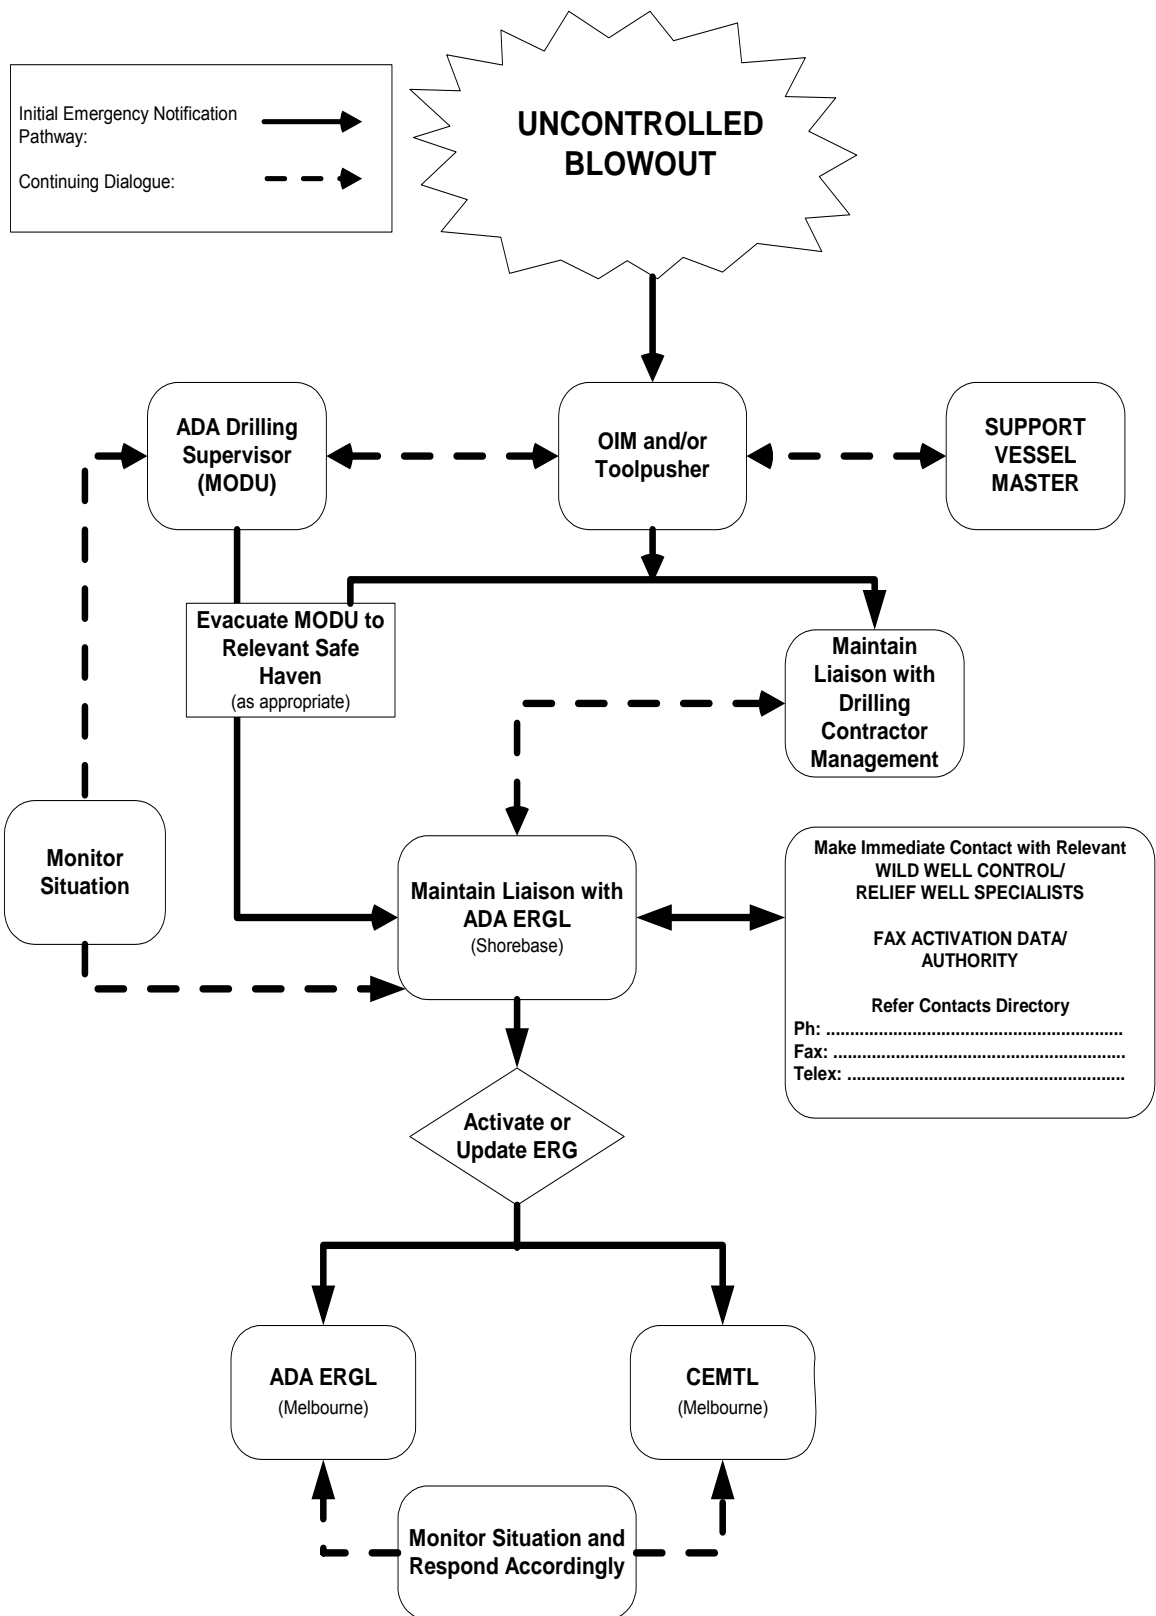 Initial Emergency Notification
Pathway:
Continuing Dialogue:
UNCONTROLLED
BLOWOUT
ADA Drilling
Supervisor
(MODU)
OIM and/or
Toolpusher
SUPPORT
VESSEL
MASTER
Evacuate MODU to
Relevant Safe
Haven
(as appropriate)
Maintain
Liaison with
Drilling
Contractor
Management
Monitor
Situation
Maintain Liaison with
ADA ERGL
(Shorebase)
Make Immediate Contact with Relevant
WILD WELL CONTROL/
RELIEF WELL SPECIALISTS
FAX ACTIVATION DATA/
AUTHORITY
Refer Contacts Directory
Ph: ..............................................................
Fax: .............................................................
Telex: ..........................................................
Activate or
Update ERG
ADA ERGL
(Melbourne)
CEMTL
(Melbourne)
Monitor Situation and
Respond Accordingly